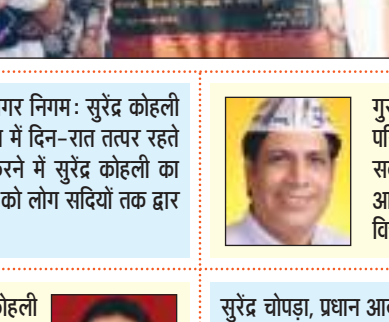 गर निगम: सुरेंद्र कोहली
में दिन-रात तत्पर रहते
रने में सुरेंद्र कोहली का
को लोग सदियों तक द्वार
गु
पि
स
आ
वि
ोहली
सुरेंद्र चोपड़ा, प्रधान आ